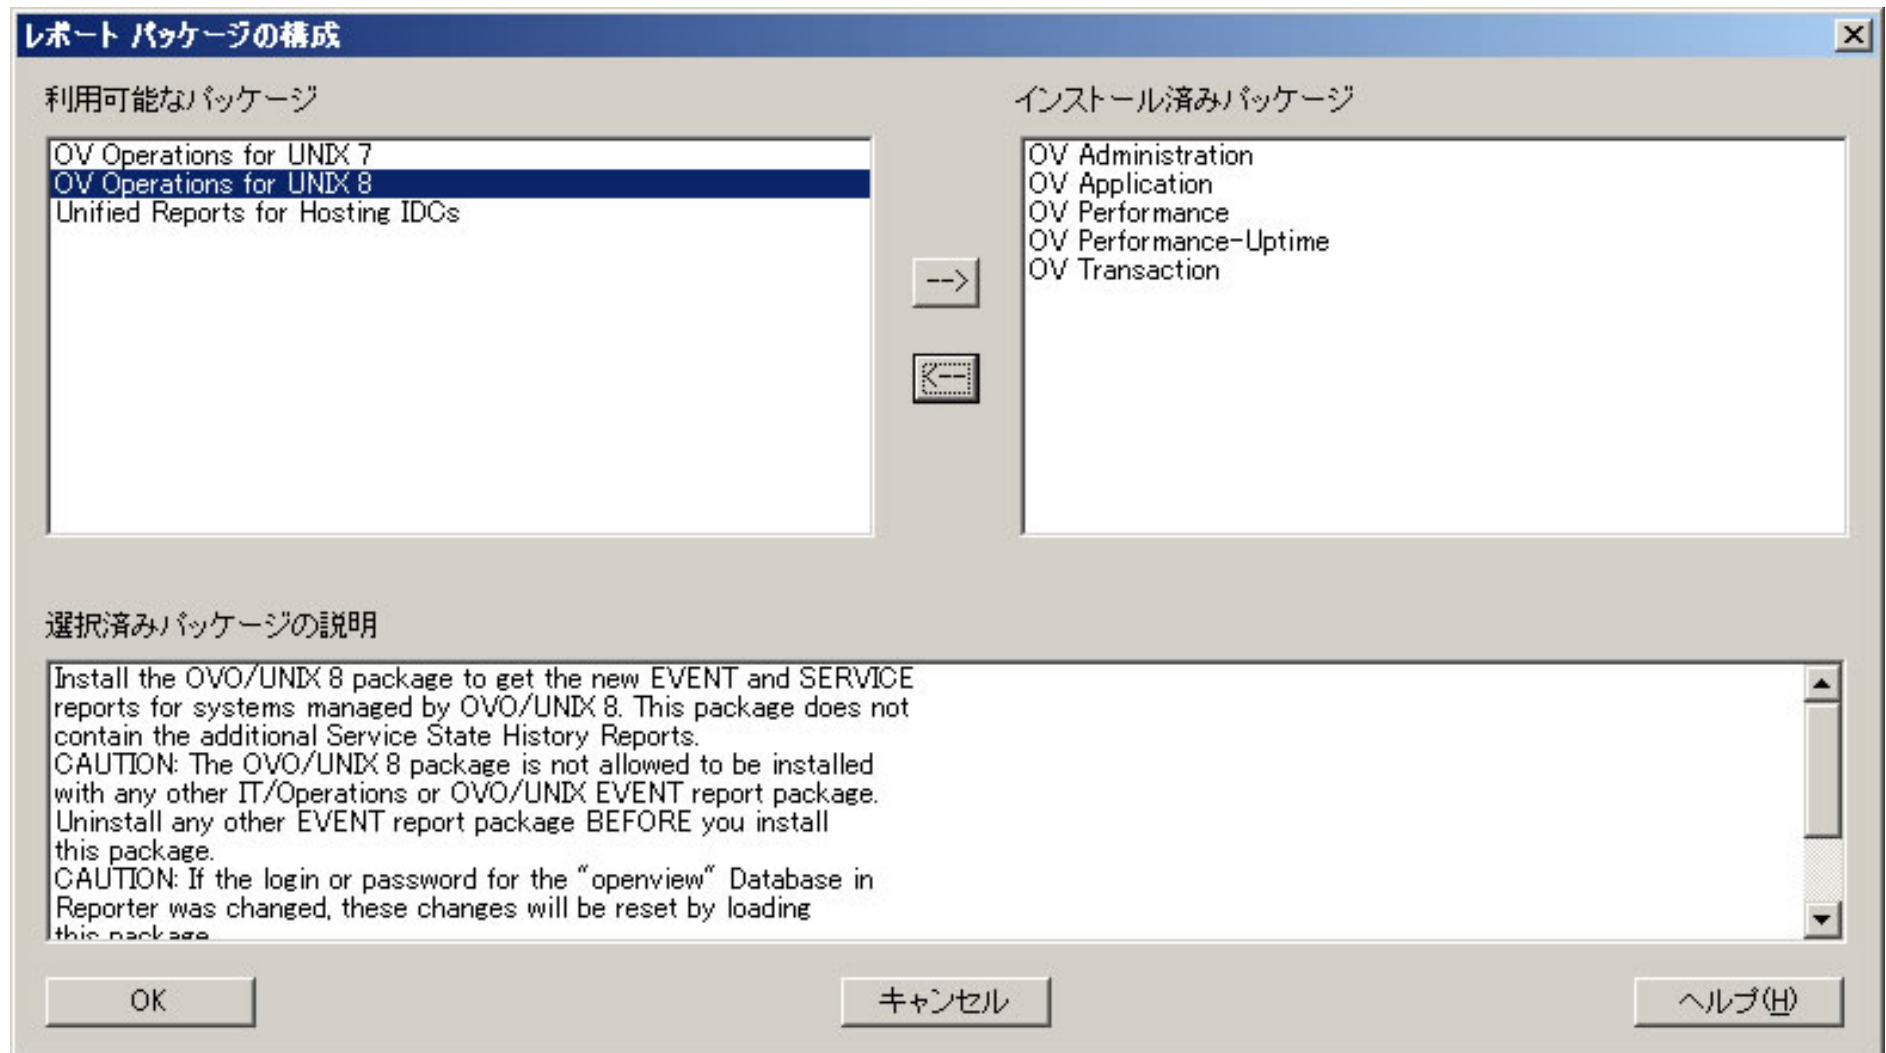 レポート パッケージの構成
利用可能なパッケージ
OV Operations for UNIX 7
OV Operations for UNIX 8
Unified Reports for Hosting IDCs
-->
<--
インストール済みパッケージ
OV Administration
OV Application
OV Performance
OV Performance-Uptime
OV Transaction
選択済みパッケージの説明
Install the OVO/UNIX 8 package to get the new EVENT and SERVICE
reports for systems managed by OVO/UNIX 8. This package does not
contain the additional Service State History Reports.
CAUTION: The OVO/UNIX 8 package is not allowed to be installed
with any other IT/Operations or OVO/UNIX EVENT report package.
Uninstall any other EVENT report package BEFORE you install
this package.
CAUTION: If the login or password for the "openview" Database in
Reporter was changed, these changes will be reset by loading
this package
OK
キャンセル
ヘルプ(H)